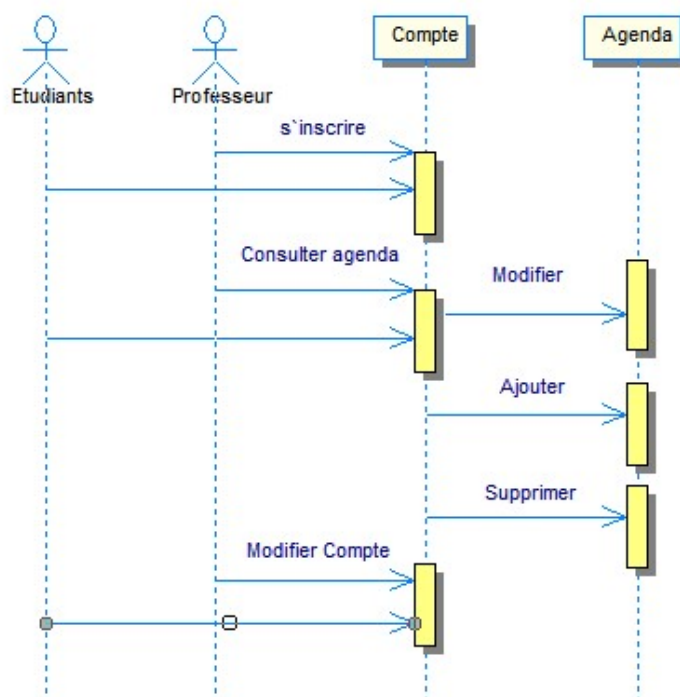 Compte
Agenda
Etudiants
Professeur
s`inscrire
Consulter agenda
Modifier
Ajouter
Supprimer
Modifier Compte